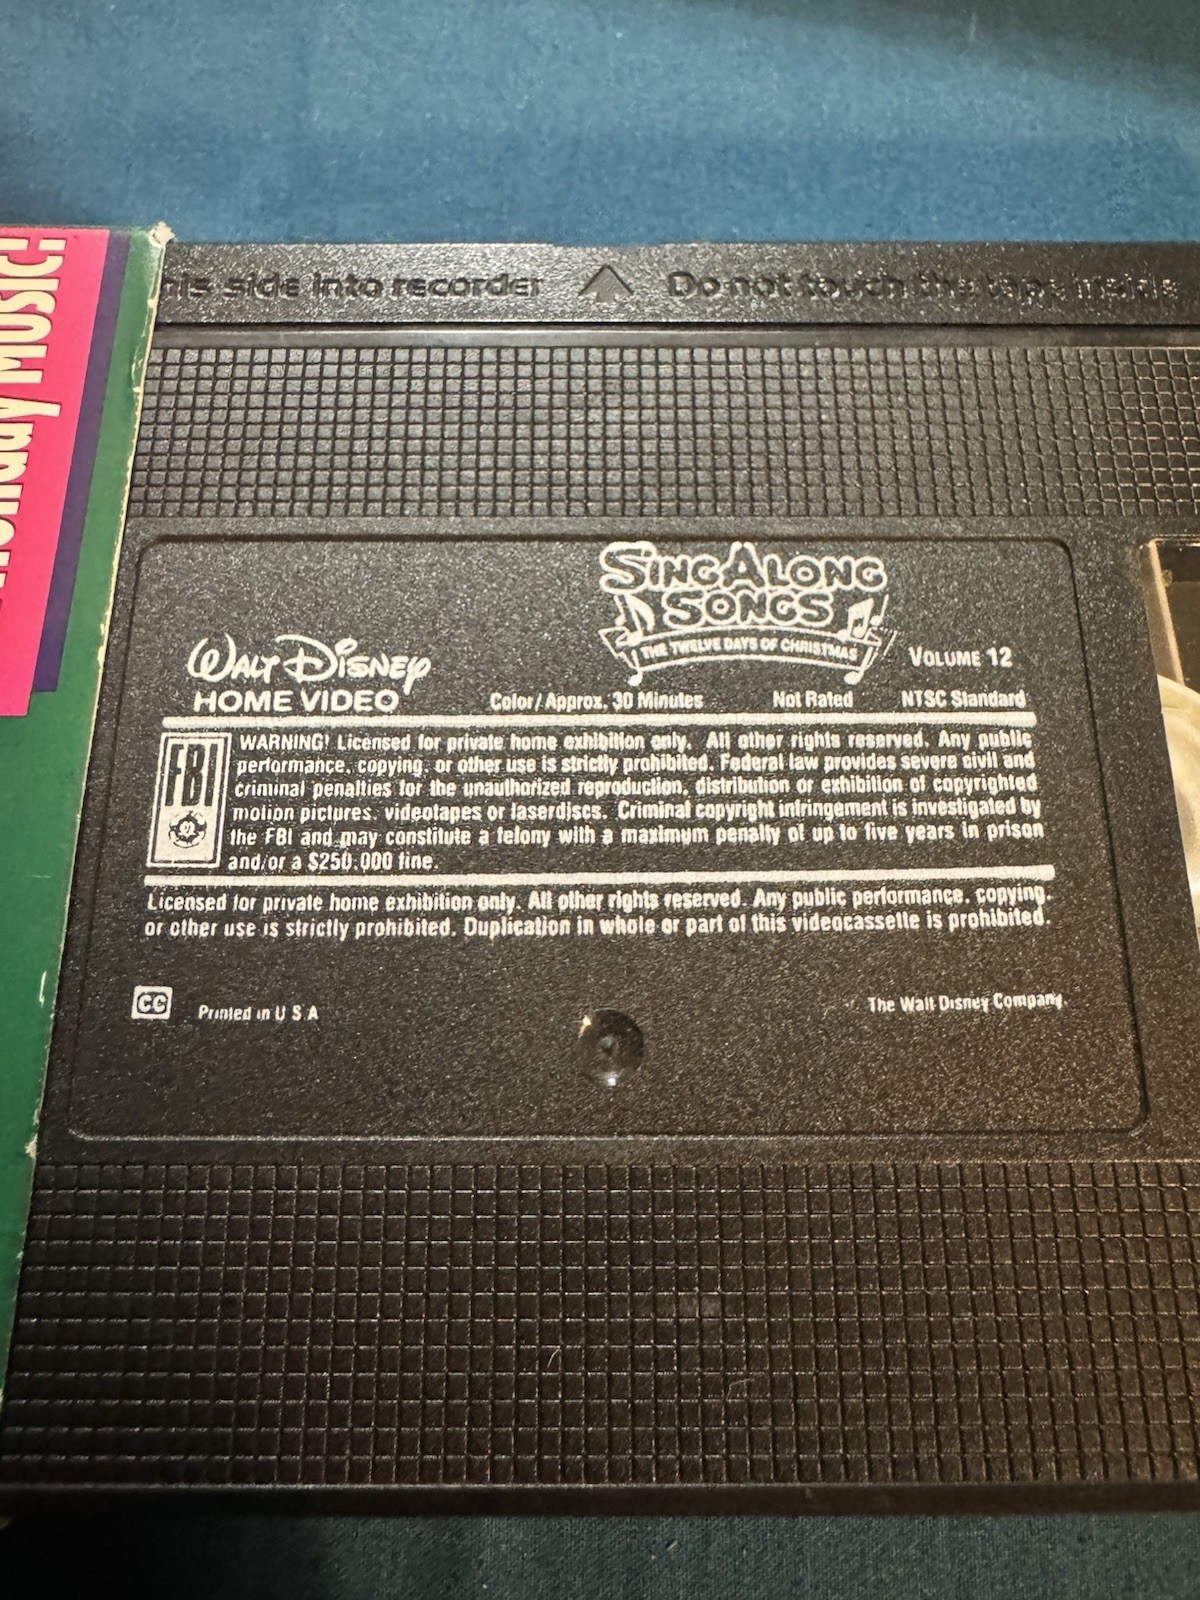 Holiday MUSIC!
his side into recorder Do not touch the tape inside
SING ALONG
SONGS
THE TWELVE DAYS OF CHRISTMAS
VOLUME 12
WALT DISNEY
HOME VIDEO
Color/Approx. 30 Minutes Not Rated NTSC Standard
FBI
WARNING! Licensed for private home exhibition only. All other rights reserved. Any public
performance, copying, or other use is strictly prohibited. Federal law provides severe civil and
criminal penalties for the unauthorized reproduction, distribution or exhibition of copyrighted
motion pictures, videotapes or laserdiscs. Criminal copyright infringement is investigated by
the FBI and may constitute a felony with a maximum penalty of up to five years in prison
and/or a $250,000 fine.
Licensed for private home exhibition only. All other rights reserved. Any public performance, copying,
or other use is strictly prohibited. Duplication in whole or part of this videocassette is prohibited.
CC Printed in U S A
The Walt Disney Company.